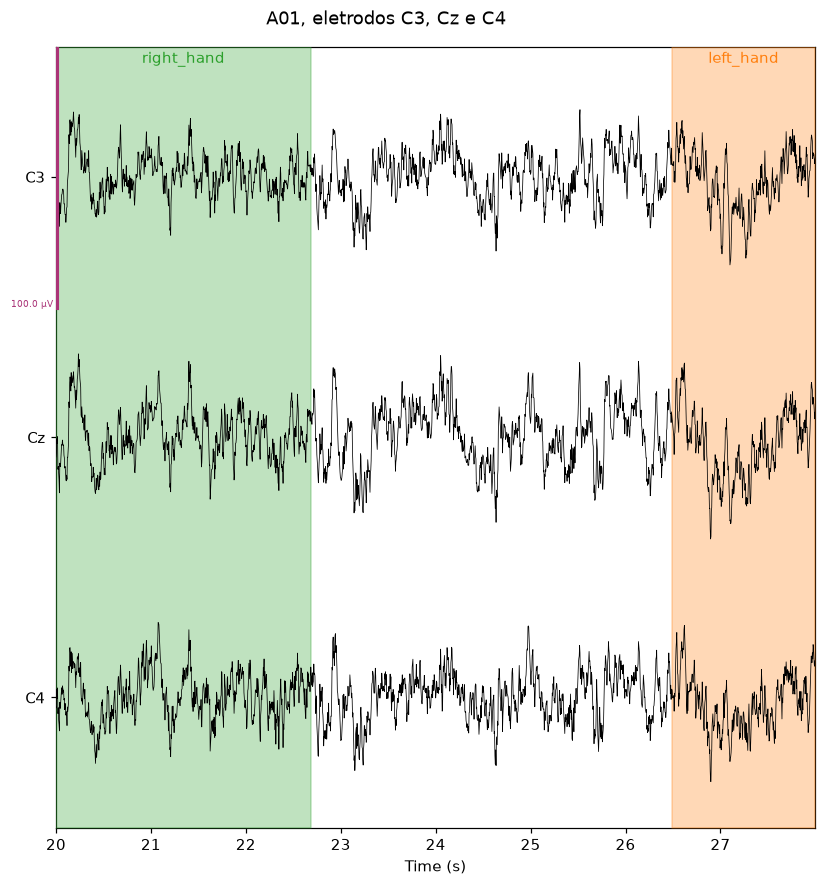 A01, eletrodos C3, Cz e C4
right_hand
left_hand
C3
100.0 µV
Cz
C4
20 21 22 23 24 25 26 27
Time (s)